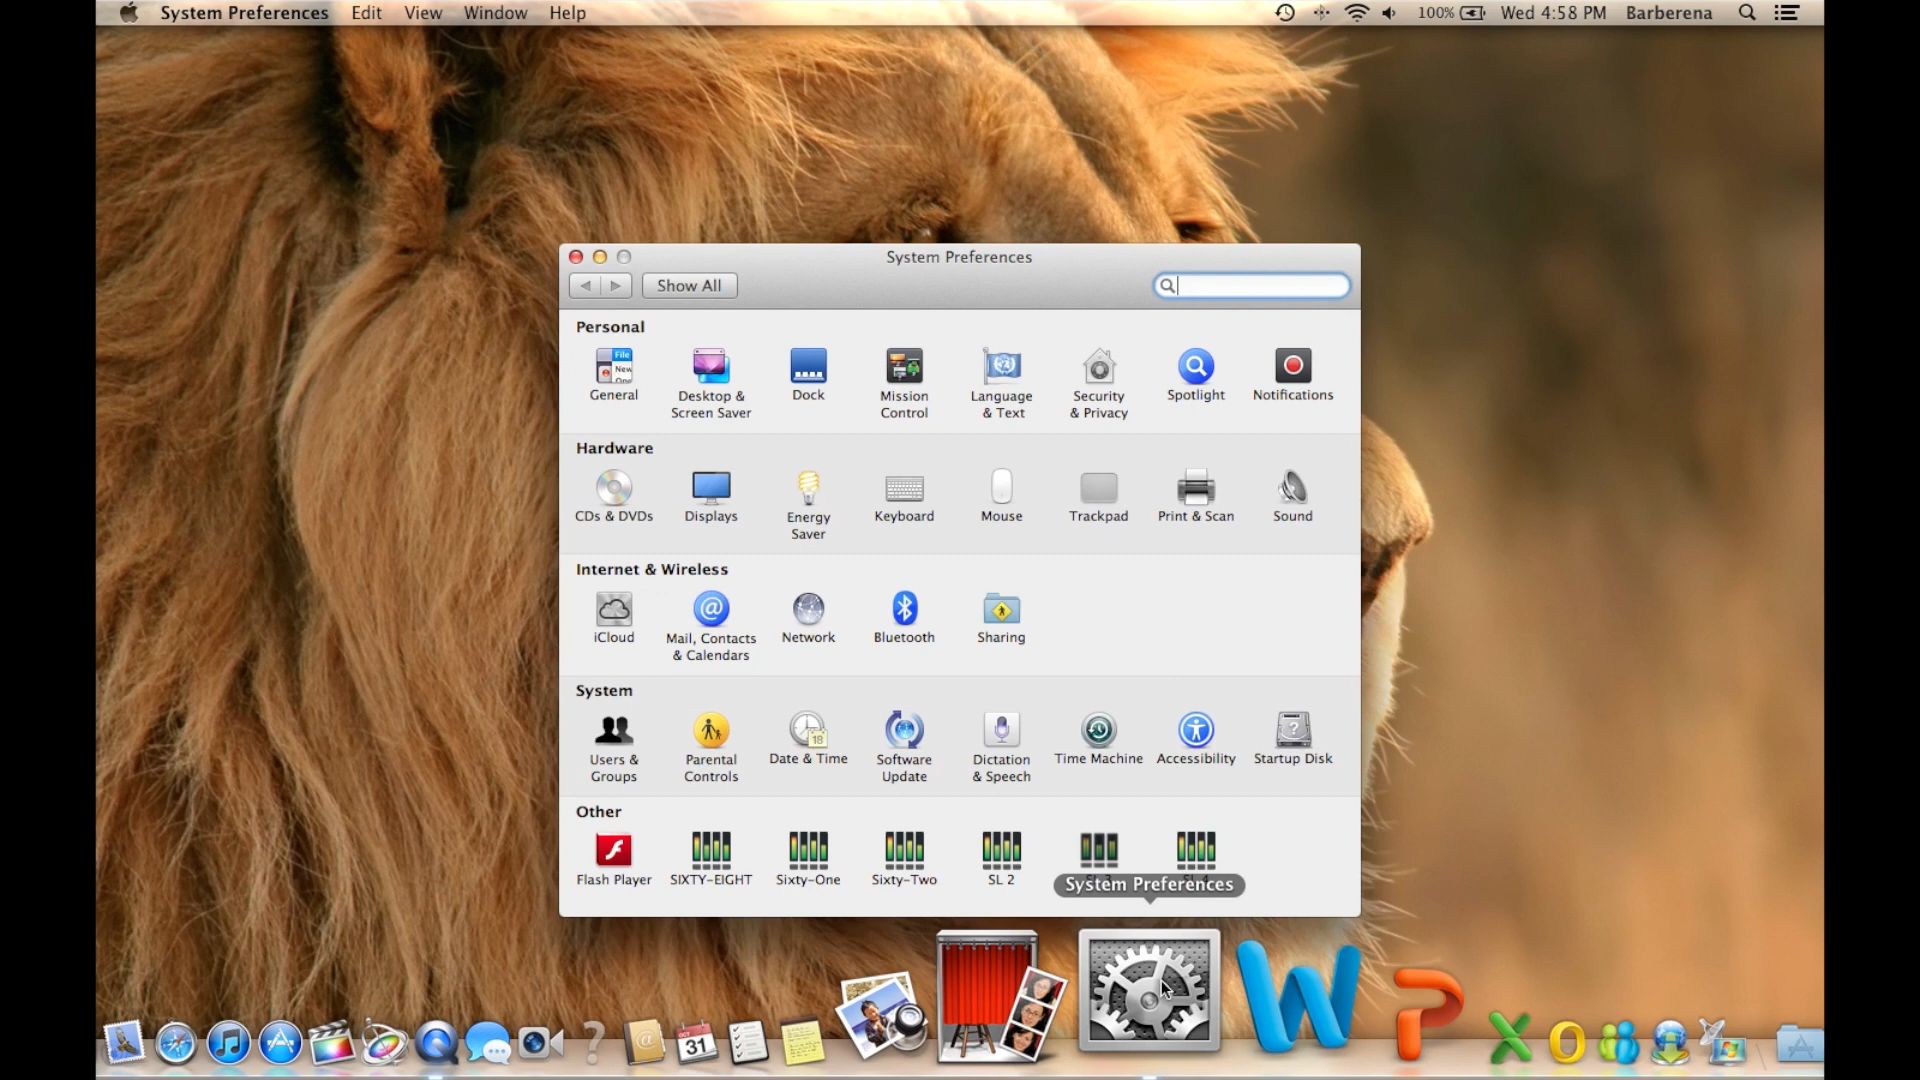 System Preferences Edit View Window Help 100% Wed 4:58 PM Barberena
System Preferences
Show All
Personal
General
Desktop & Screen Saver
Dock
Mission Control
Language & Text
Security & Privacy
Spotlight
Notifications
Hardware
CDs & DVDs
Displays
Energy Saver
Keyboard
Mouse
Trackpad
Print & Scan
Sound
Internet & Wireless
iCloud
Mail, Contacts & Calendars
Network
Bluetooth
Sharing
System
Users & Groups
Parental Controls
Date & Time
18
Software Update
Dictation & Speech
Time Machine
Accessibility
Startup Disk
Other
Flash Player
SIXTY-EIGHT
Sixty-One
Sixty-Two
SL 2
System Preferences
File
New
31